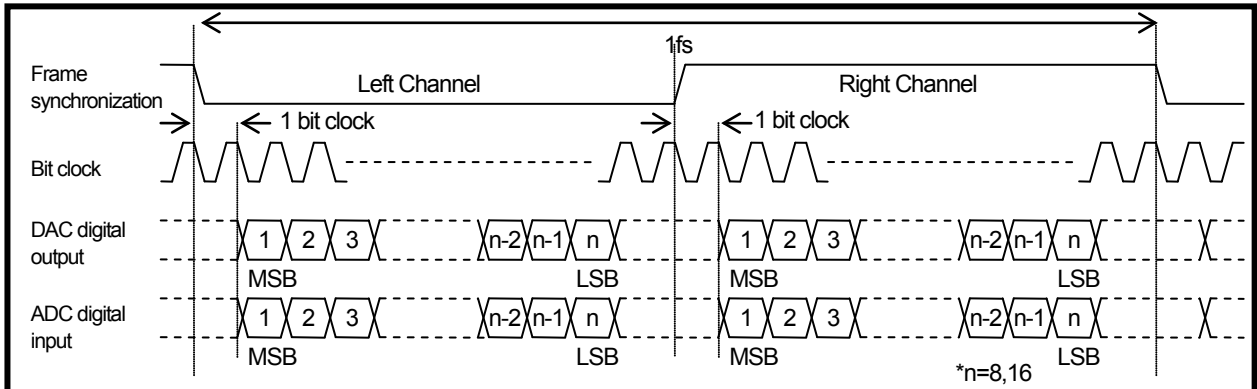 1fs
Frame
synchronization
Left Channel
Right Channel
1 bit clock
1 bit clock
Bit clock
DAC digital
output
1 2 3 n-2 n-1 n 1 2 3 n-2 n-1 n
MSB LSB MSB LSB
ADC digital
input
1 2 3 n-2 n-1 n 1 2 3 n-2 n-1 n
MSB LSB MSB LSB
*n=8,16